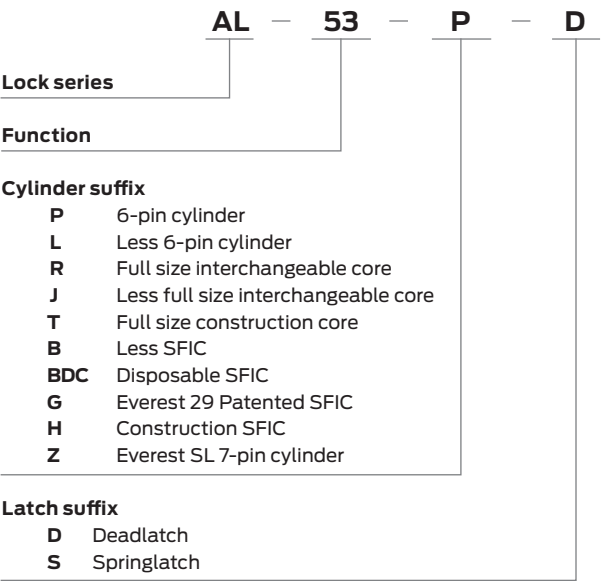 AL — 53 — P — D
Lock series
Function
Cylinder suffix
P 6-pin cylinder
L Less 6-pin cylinder
R Full size interchangeable core
J Less full size interchangeable core
T Full size construction core
B Less SFIC
BDC Disposable SFIC
G Everest 29 Patented SFIC
H Construction SFIC
Z Everest SL 7-pin cylinder
Latch suffix
D Deadlatch
S Springlatch